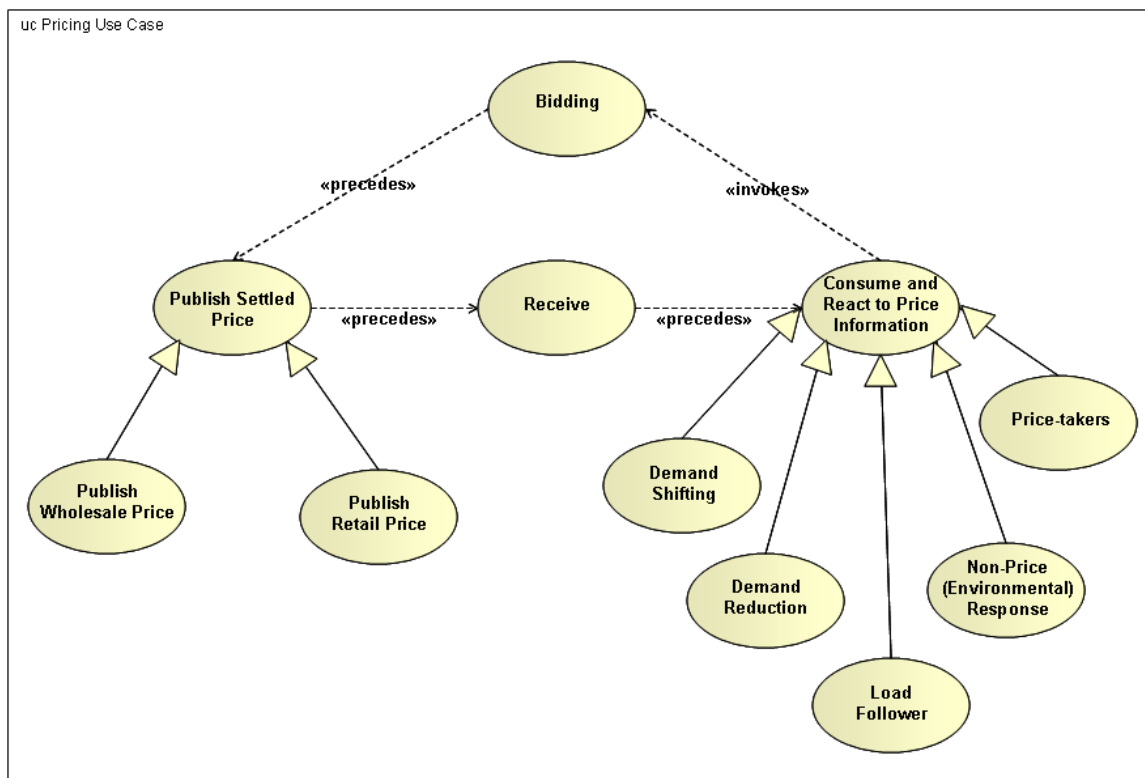 uc Pricing Use Case
Bidding
«precedes»
«invokes»
Publish Settled
Price
«precedes»
Receive
«precedes»
Consume and
React to Price
Information
Price-takers
Demand
Shifting
Publish
Wholesale Price
Publish
Retail Price
Non-Price
(Environmental)
Response
Demand
Reduction
Load
Follower